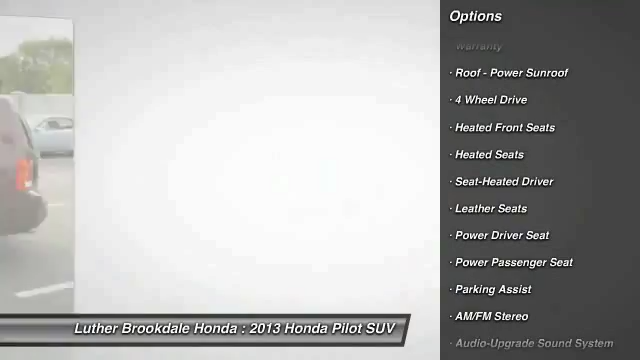 Options
Warranty
· Roof - Power Sunroof
· 4 Wheel Drive
· Heated Front Seats
· Heated Seats
· Seat-Heated Driver
· Leather Seats
· Power Driver Seat
· Power Passenger Seat
· Parking Assist
· AM/FM Stereo
· Audio-Upgrade Sound System
Luther Brookdale Honda : 2013 Honda Pilot SUV